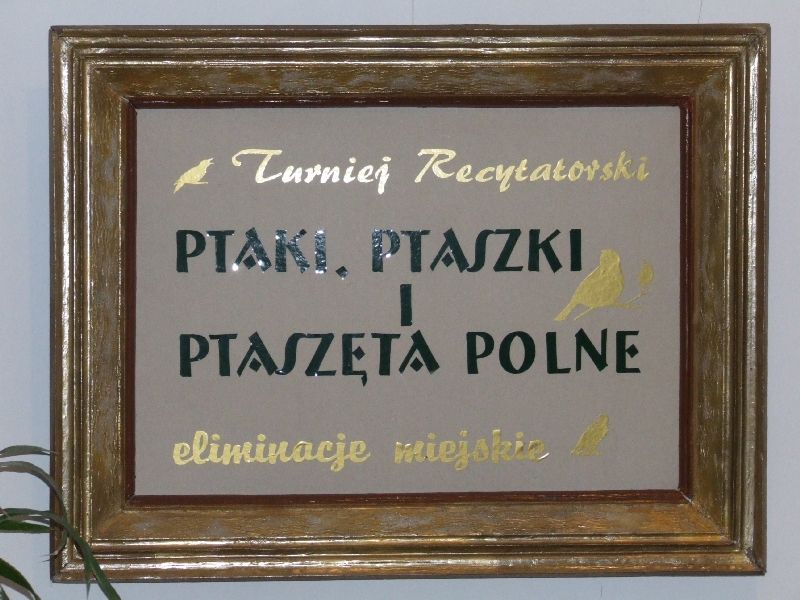 Turniej Recytatorski
PTAKI, PTASZKI
I
PTASZĘTA POLNE
eliminacje miejskie